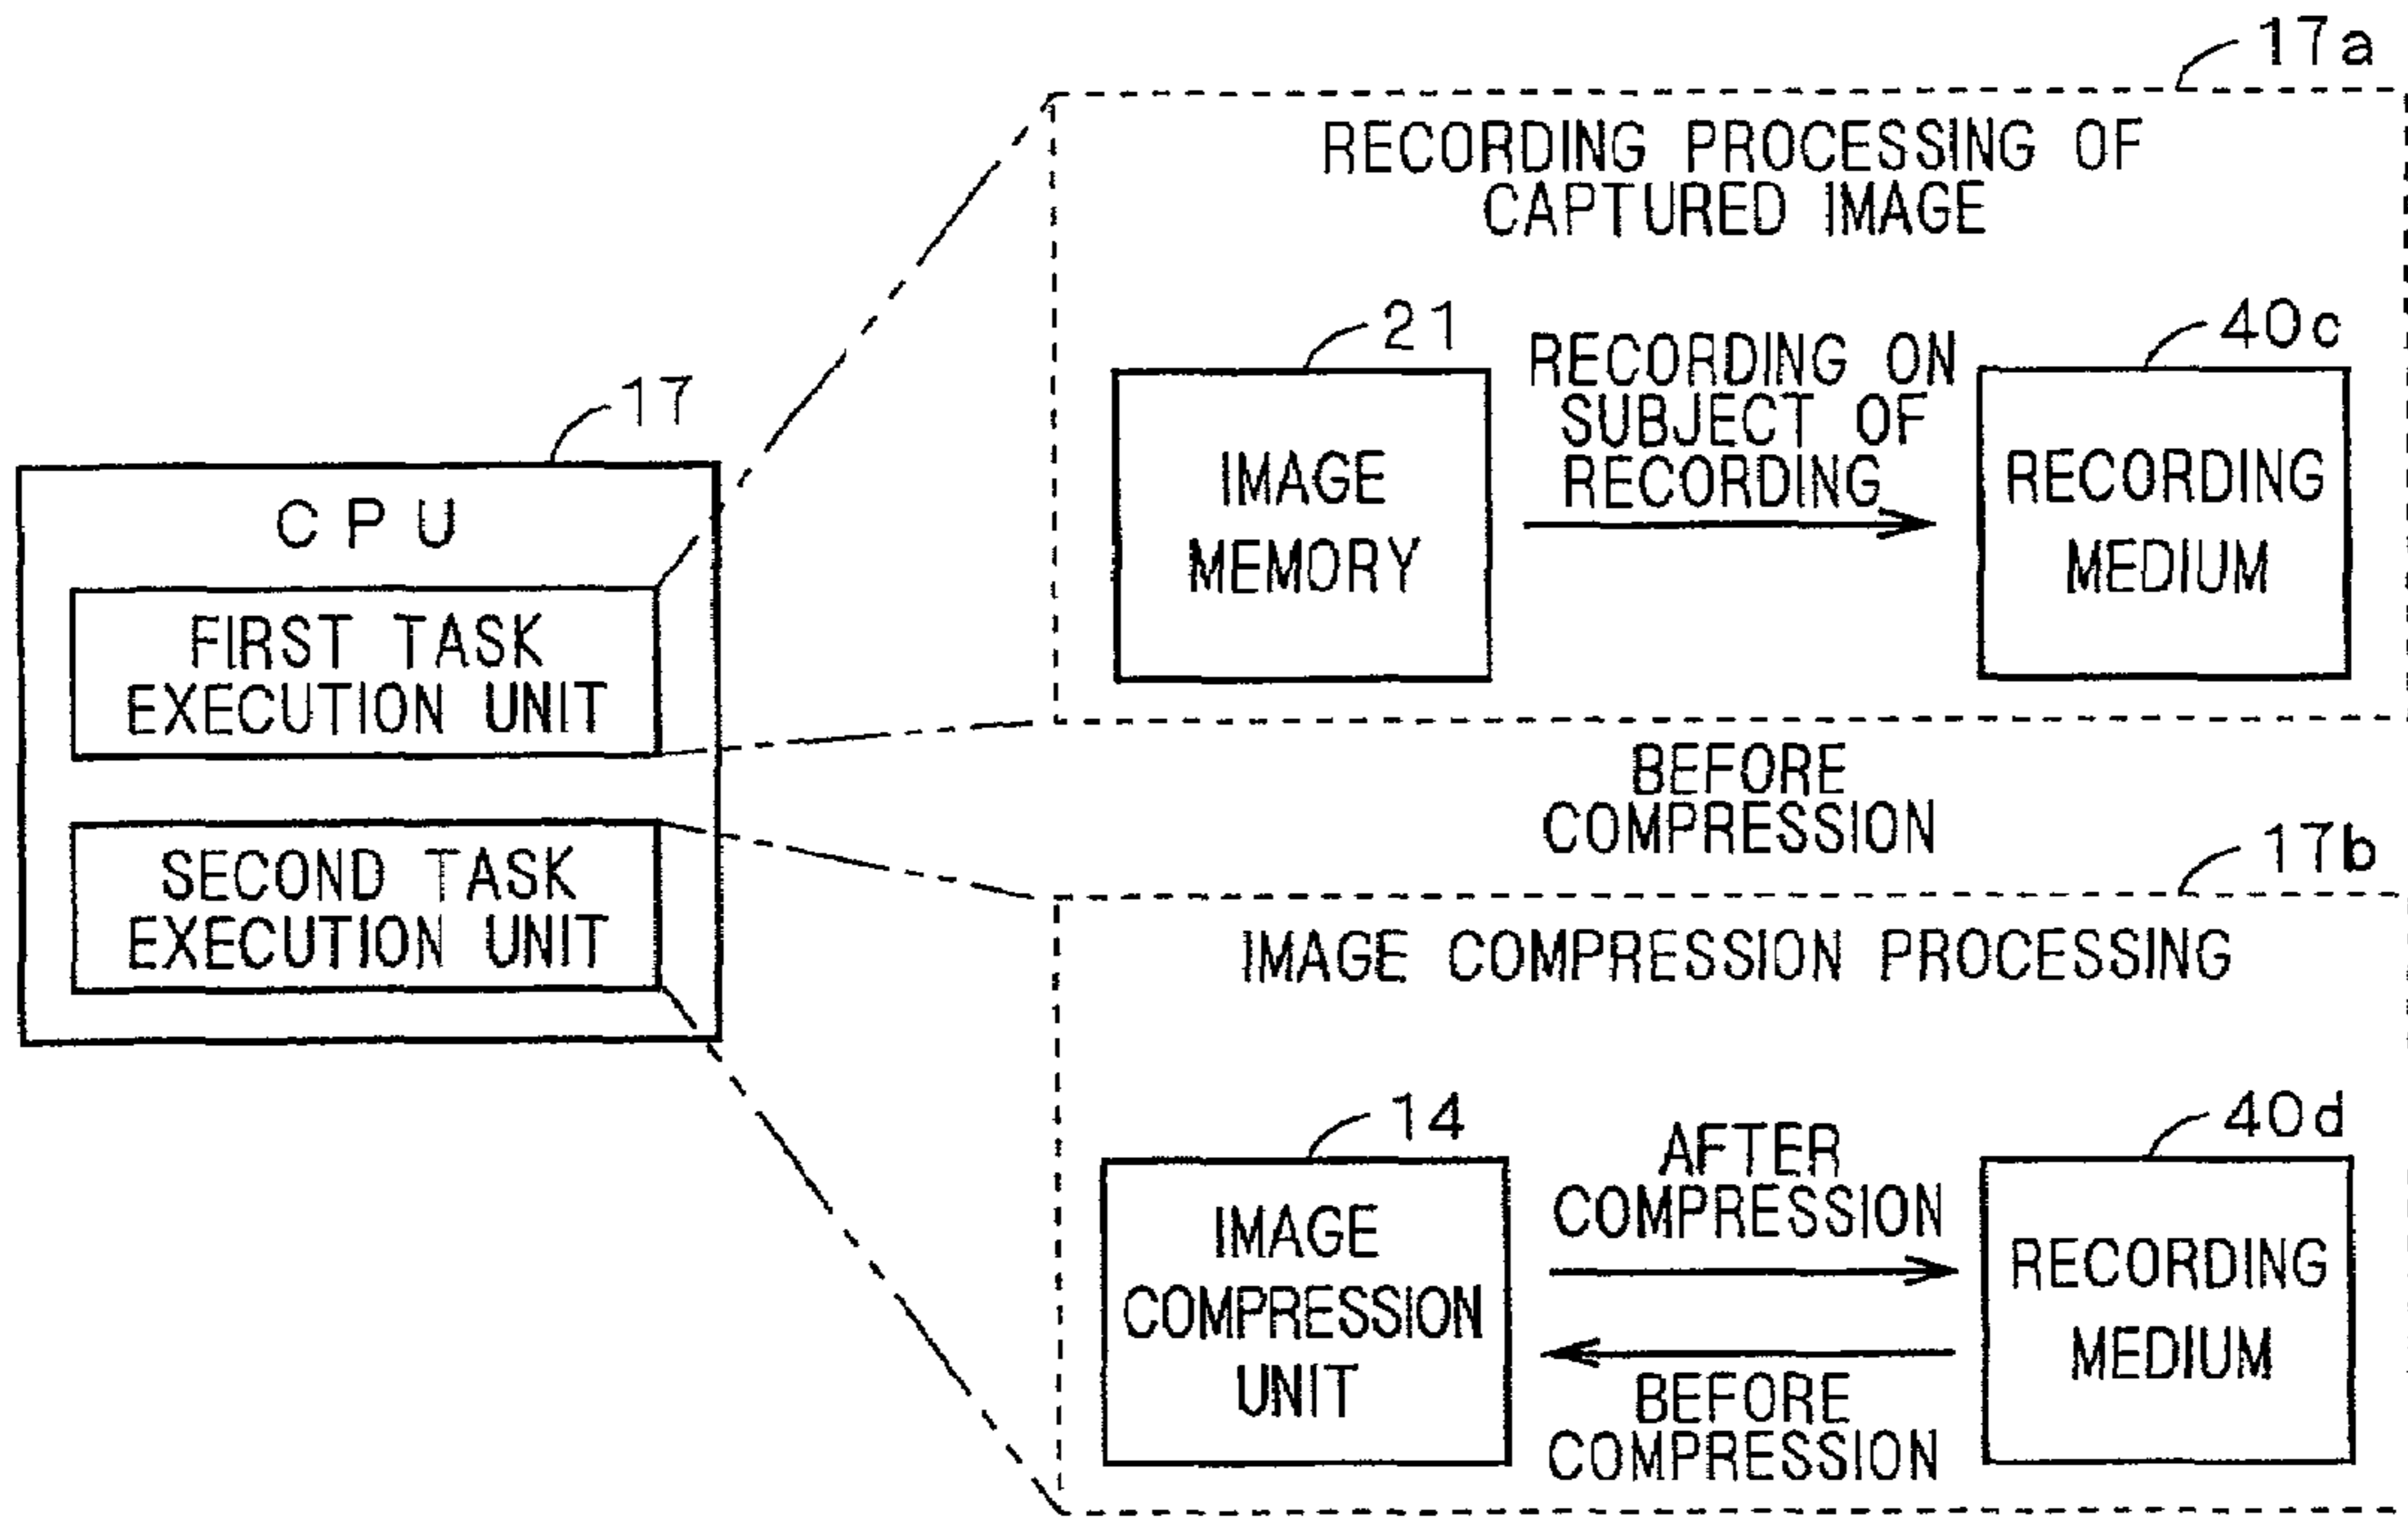 17
CPU
FIRST TASK
EXECUTION UNIT
SECOND TASK
EXECUTION UNIT
17a
RECORDING PROCESSING OF
CAPTURED IMAGE
21
IMAGE
MEMORY
RECORDING ON
SUBJECT OF
RECORDING
40c
RECORDING
MEDIUM
BEFORE
COMPRESSION
17b
IMAGE COMPRESSION PROCESSING
14
IMAGE
COMPRESSION
UNIT
AFTER
COMPRESSION
BEFORE
COMPRESSION
40d
RECORDING
MEDIUM